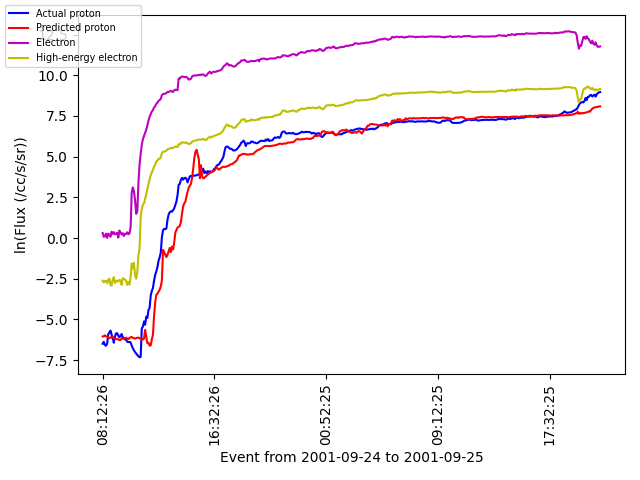 Actual proton
Predicted proton
Electron
High-energy electron
12.5
10.0
7.5
5.0
2.5
0.0
−2.5
−5.0
−7.5
ln(Flux (/cc/s/sr))
08:12:26
16:32:26
00:52:25
09:12:25
17:32:25
Event from 2001-09-24 to 2001-09-25